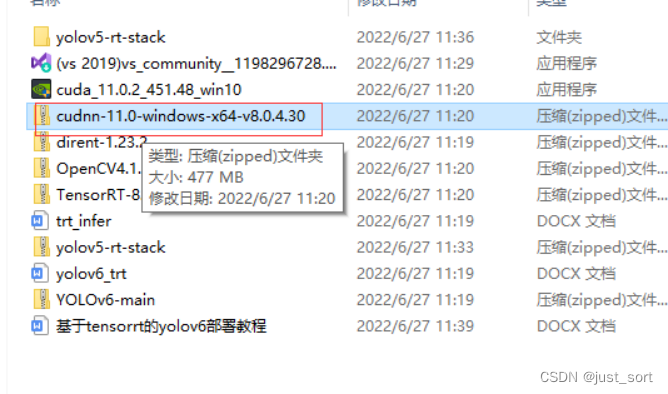 名称 修改日期 类型
yolov5-rt-stack 2022/6/27 11:36 文件夹
(vs 2019)vs_community__1198296728.... 2022/6/27 11:29 应用程序
cuda_11.0.2_451.48_win10 2022/6/27 11:20 应用程序
cudnn-11.0-windows-x64-v8.0.4.30 2022/6/27 11:20 压缩(zipped)文件...
dirent-1.23.2 2022/6/27 11:19 压缩(zipped)文件...
OpenCV4.1. 2022/6/27 11:20 压缩(zipped)文件...
TensorRT-8. 2022/6/27 11:20 压缩(zipped)文件...
类型: 压缩(zipped)文件夹
大小: 477 MB
修改日期: 2022/6/27 11:20
trt_infer 2022/6/27 11:19 DOCX 文档
yolov5-rt-stack 2022/6/27 11:33 压缩(zipped)文件...
yolov6_trt 2022/6/27 11:19 DOCX 文档
YOLOv6-main 2022/6/27 11:19 压缩(zipped)文件...
基于tensorrt的yolov6部署教程 2022/6/27 11:39 DOCX 文档
CSDN @just_sort